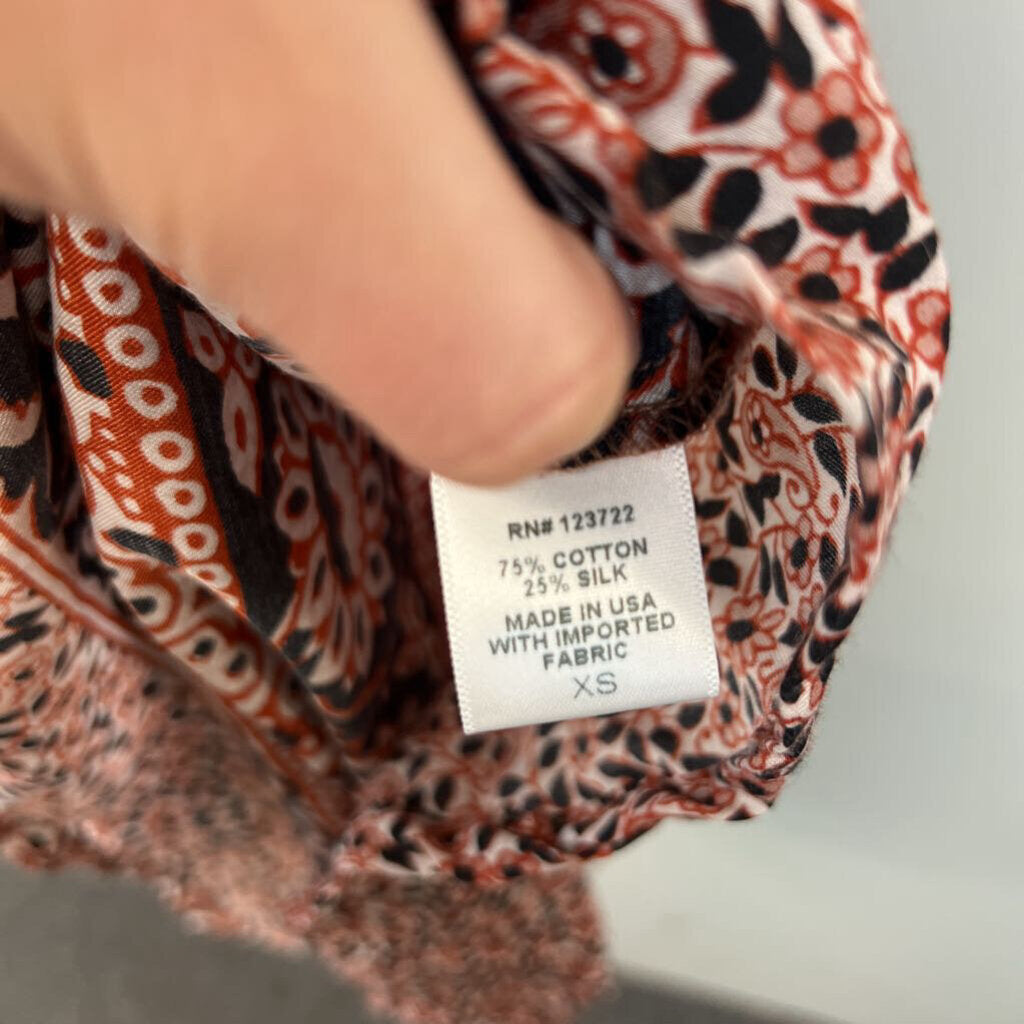 RN# 123722
75% COTTON
25% SILK
MADE IN USA
WITH IMPORTED
FABRIC
XS